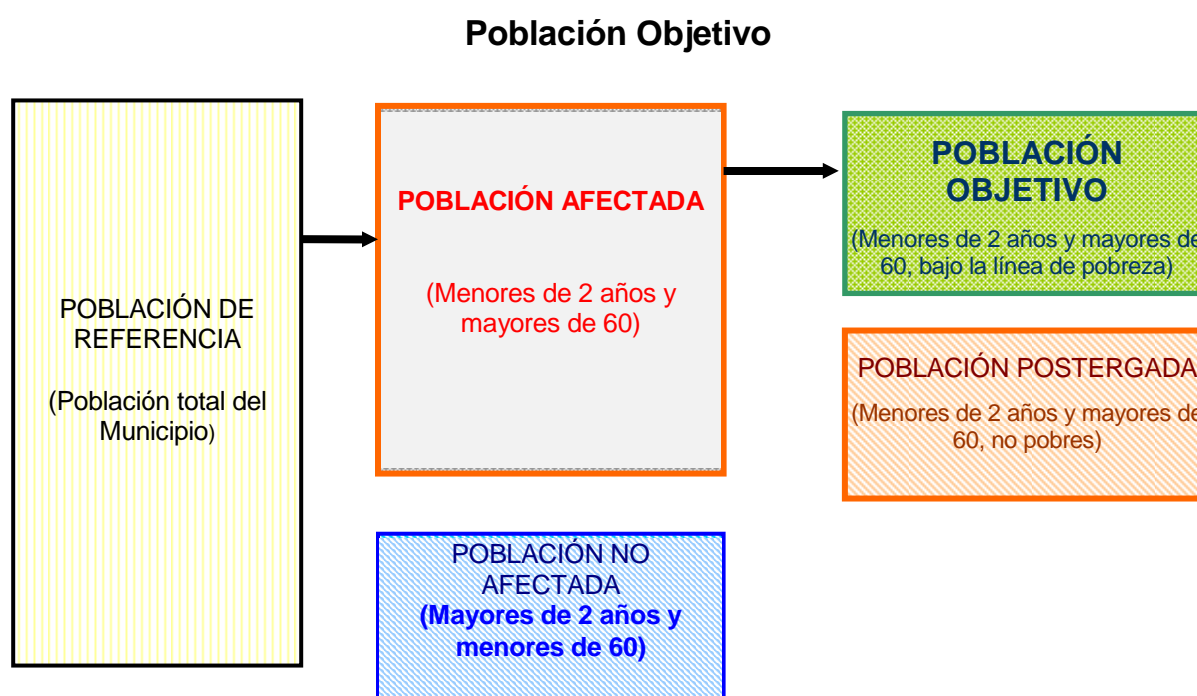 Población Objetivo
POBLACIÓN DE
REFERENCIA
(Población total del
Municipio)
POBLACIÓN AFECTADA
(Menores de 2 años y
mayores de 60)
POBLACIÓN NO
AFECTADA
(Mayores de 2 años y
menores de 60)
POBLACIÓN
OBJETIVO
(Menores de 2 años y mayores de
60, bajo la línea de pobreza)
POBLACIÓN POSTERGADA
(Menores de 2 años y mayores de
60, no pobres)